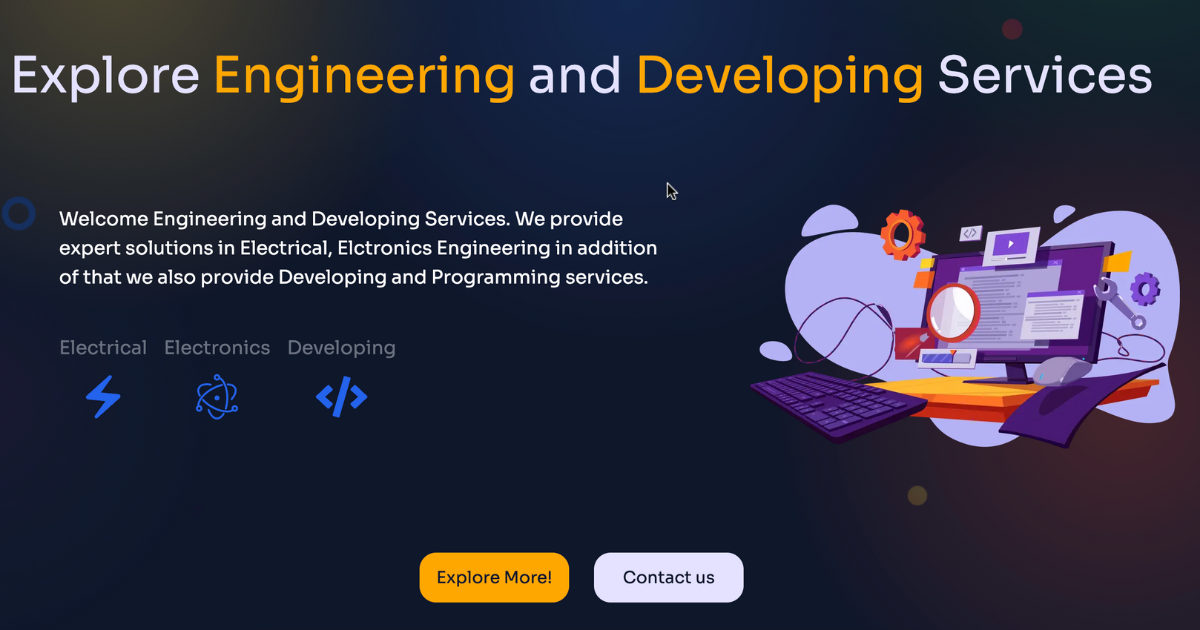 Explore Engineering and Developing Services
Welcome Engineering and Developing Services. We provide
expert solutions in Electrical, Elctronics Engineering in addition
of that we also provide Developing and Programming services.
Electrical Electronics Developing
Explore More! Contact us